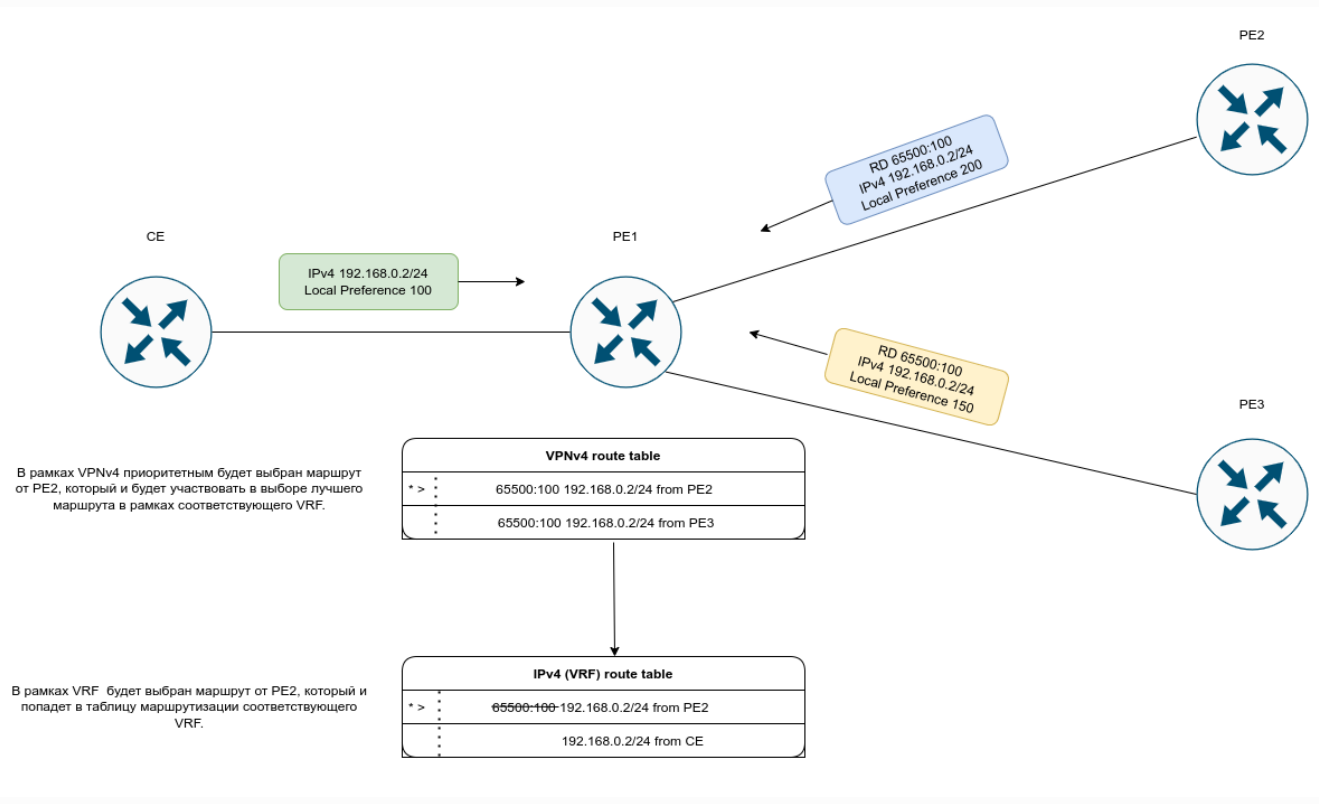 PE2
RD 65500:100
IPv4 192.168.0.2/24
Local Preference 200
CE
PE1
IPv4 192.168.0.2/24
Local Preference 100
RD 65500:100
IPv4 192.168.0.2/24
Local Preference 150
PE3
В рамках VPNv4 приоритетным будет выбран маршрут
от PE2, который и будет участвовать в выборе лучшего
маршрута в рамках соответствующего VRF.
VPNv4 route table
* > 65500:100 192.168.0.2/24 from PE2
65500:100 192.168.0.2/24 from PE3
В рамках VRF будет выбран маршрут от PE2, который и
попадет в таблицу маршрутизации соответствующего
VRF.
IPv4 (VRF) route table
* > 65500:100 192.168.0.2/24 from PE2
192.168.0.2/24 from CE